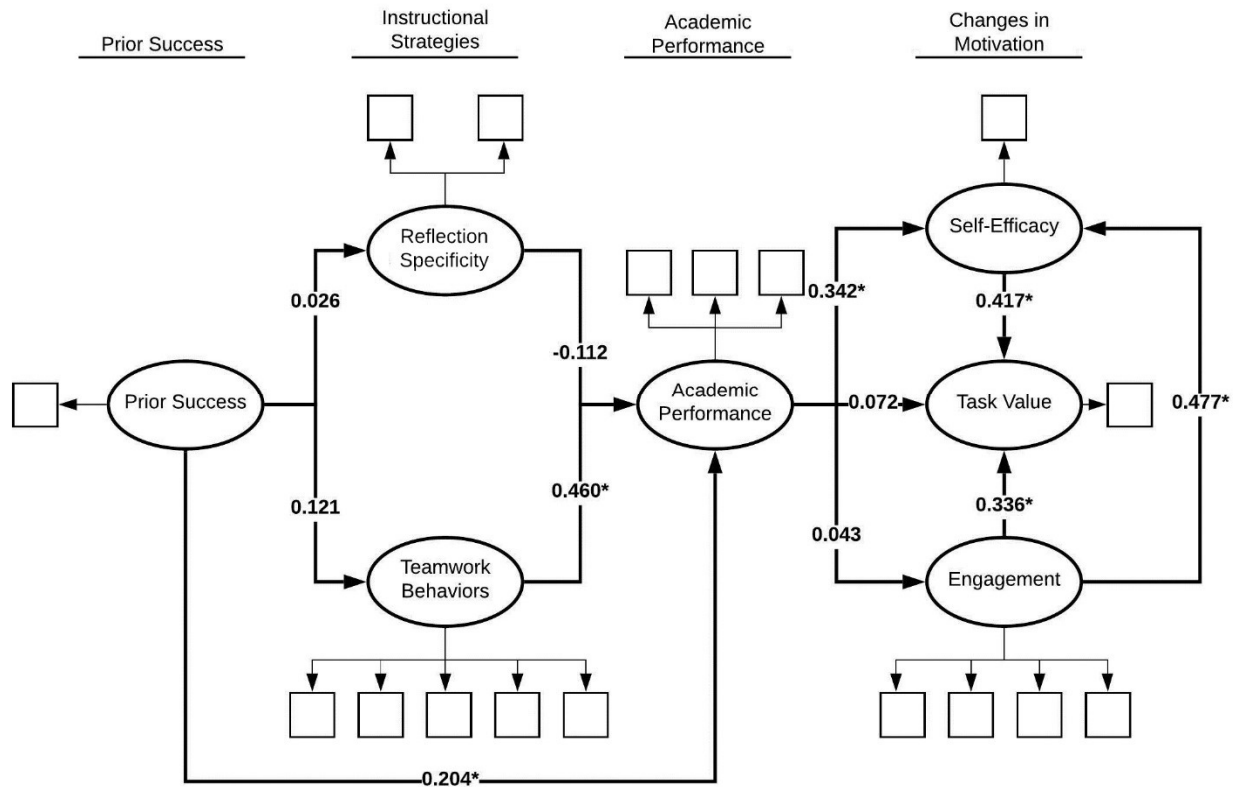 Prior Success
Instructional
Strategies
Academic
Performance
Changes in
Motivation
Reflection
Specificity
Self-Efficacy
0.026
-0.112
0.342*
0.417*
Prior Success
Academic
Performance
0.072
Task Value
0.477*
0.121
0.460*
0.336*
0.043
Teamwork
Behaviors
Engagement
0.204*